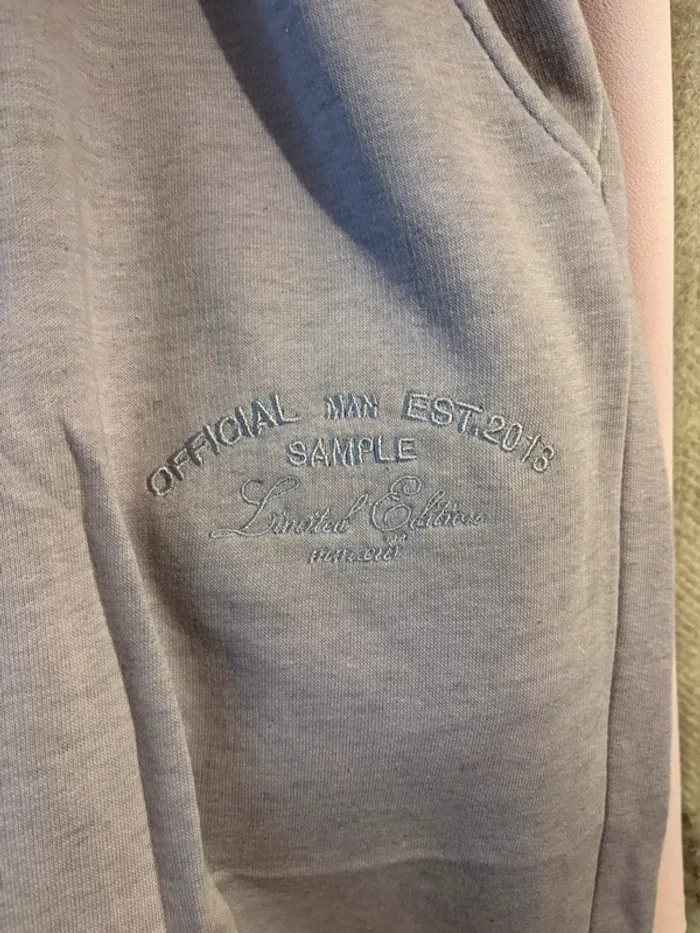 OFFICIAL MAN EST.2013
SAMPLE
Limited Edition